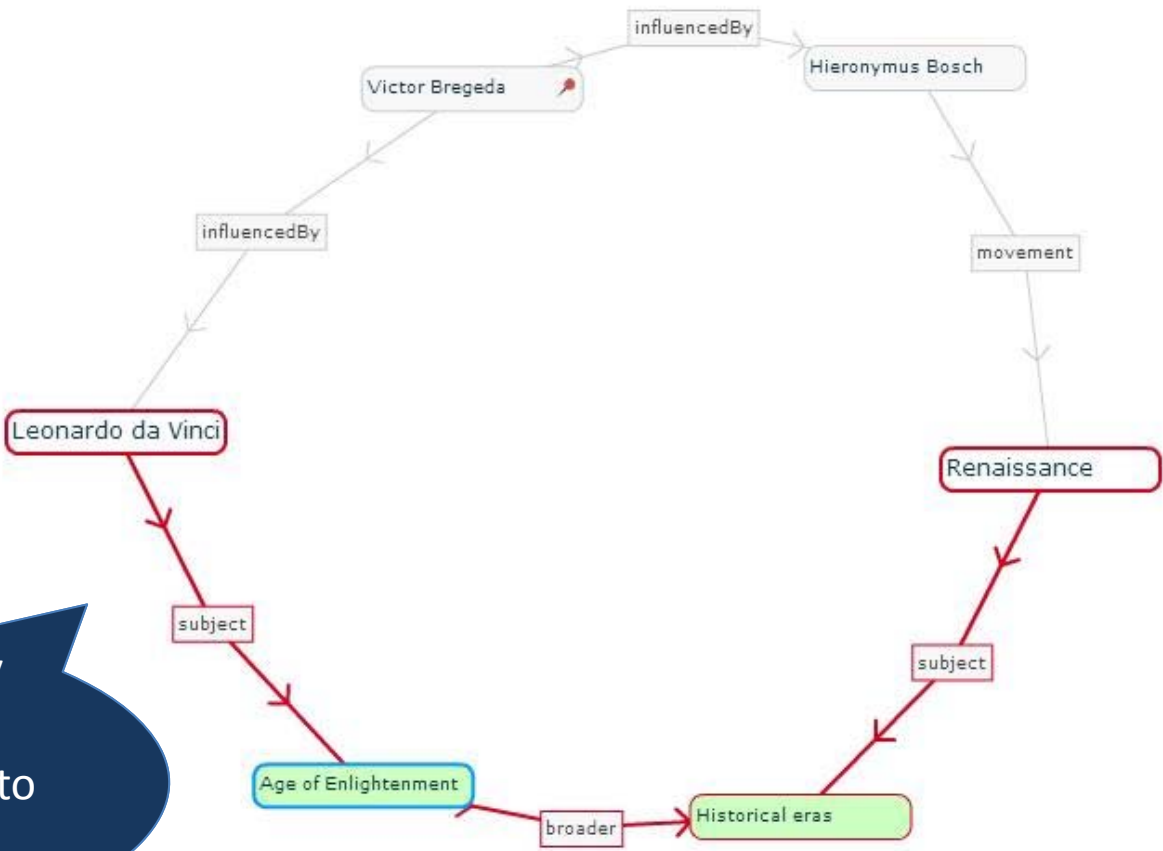 influencedBy
Victor Bregeda
Hieronymus Bosch
influencedBy
movement
Leonardo da Vinci
Renaissance
subject
subject
to
Age of Enlightenment
broader
Historical eras